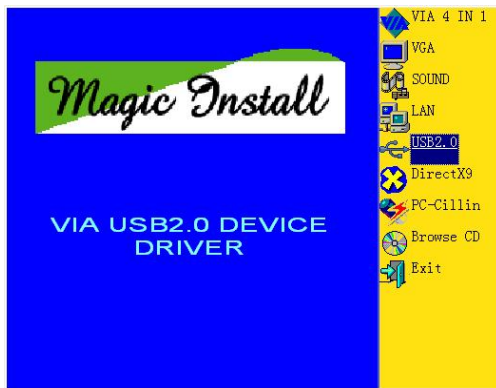 Magic Install
VIA USB2.0 DEVICE
DRIVER
VIA 4 IN 1
VGA
SOUND
LAN
USB2.0
DirectX9
PC-Cillin
Browse CD
Exit